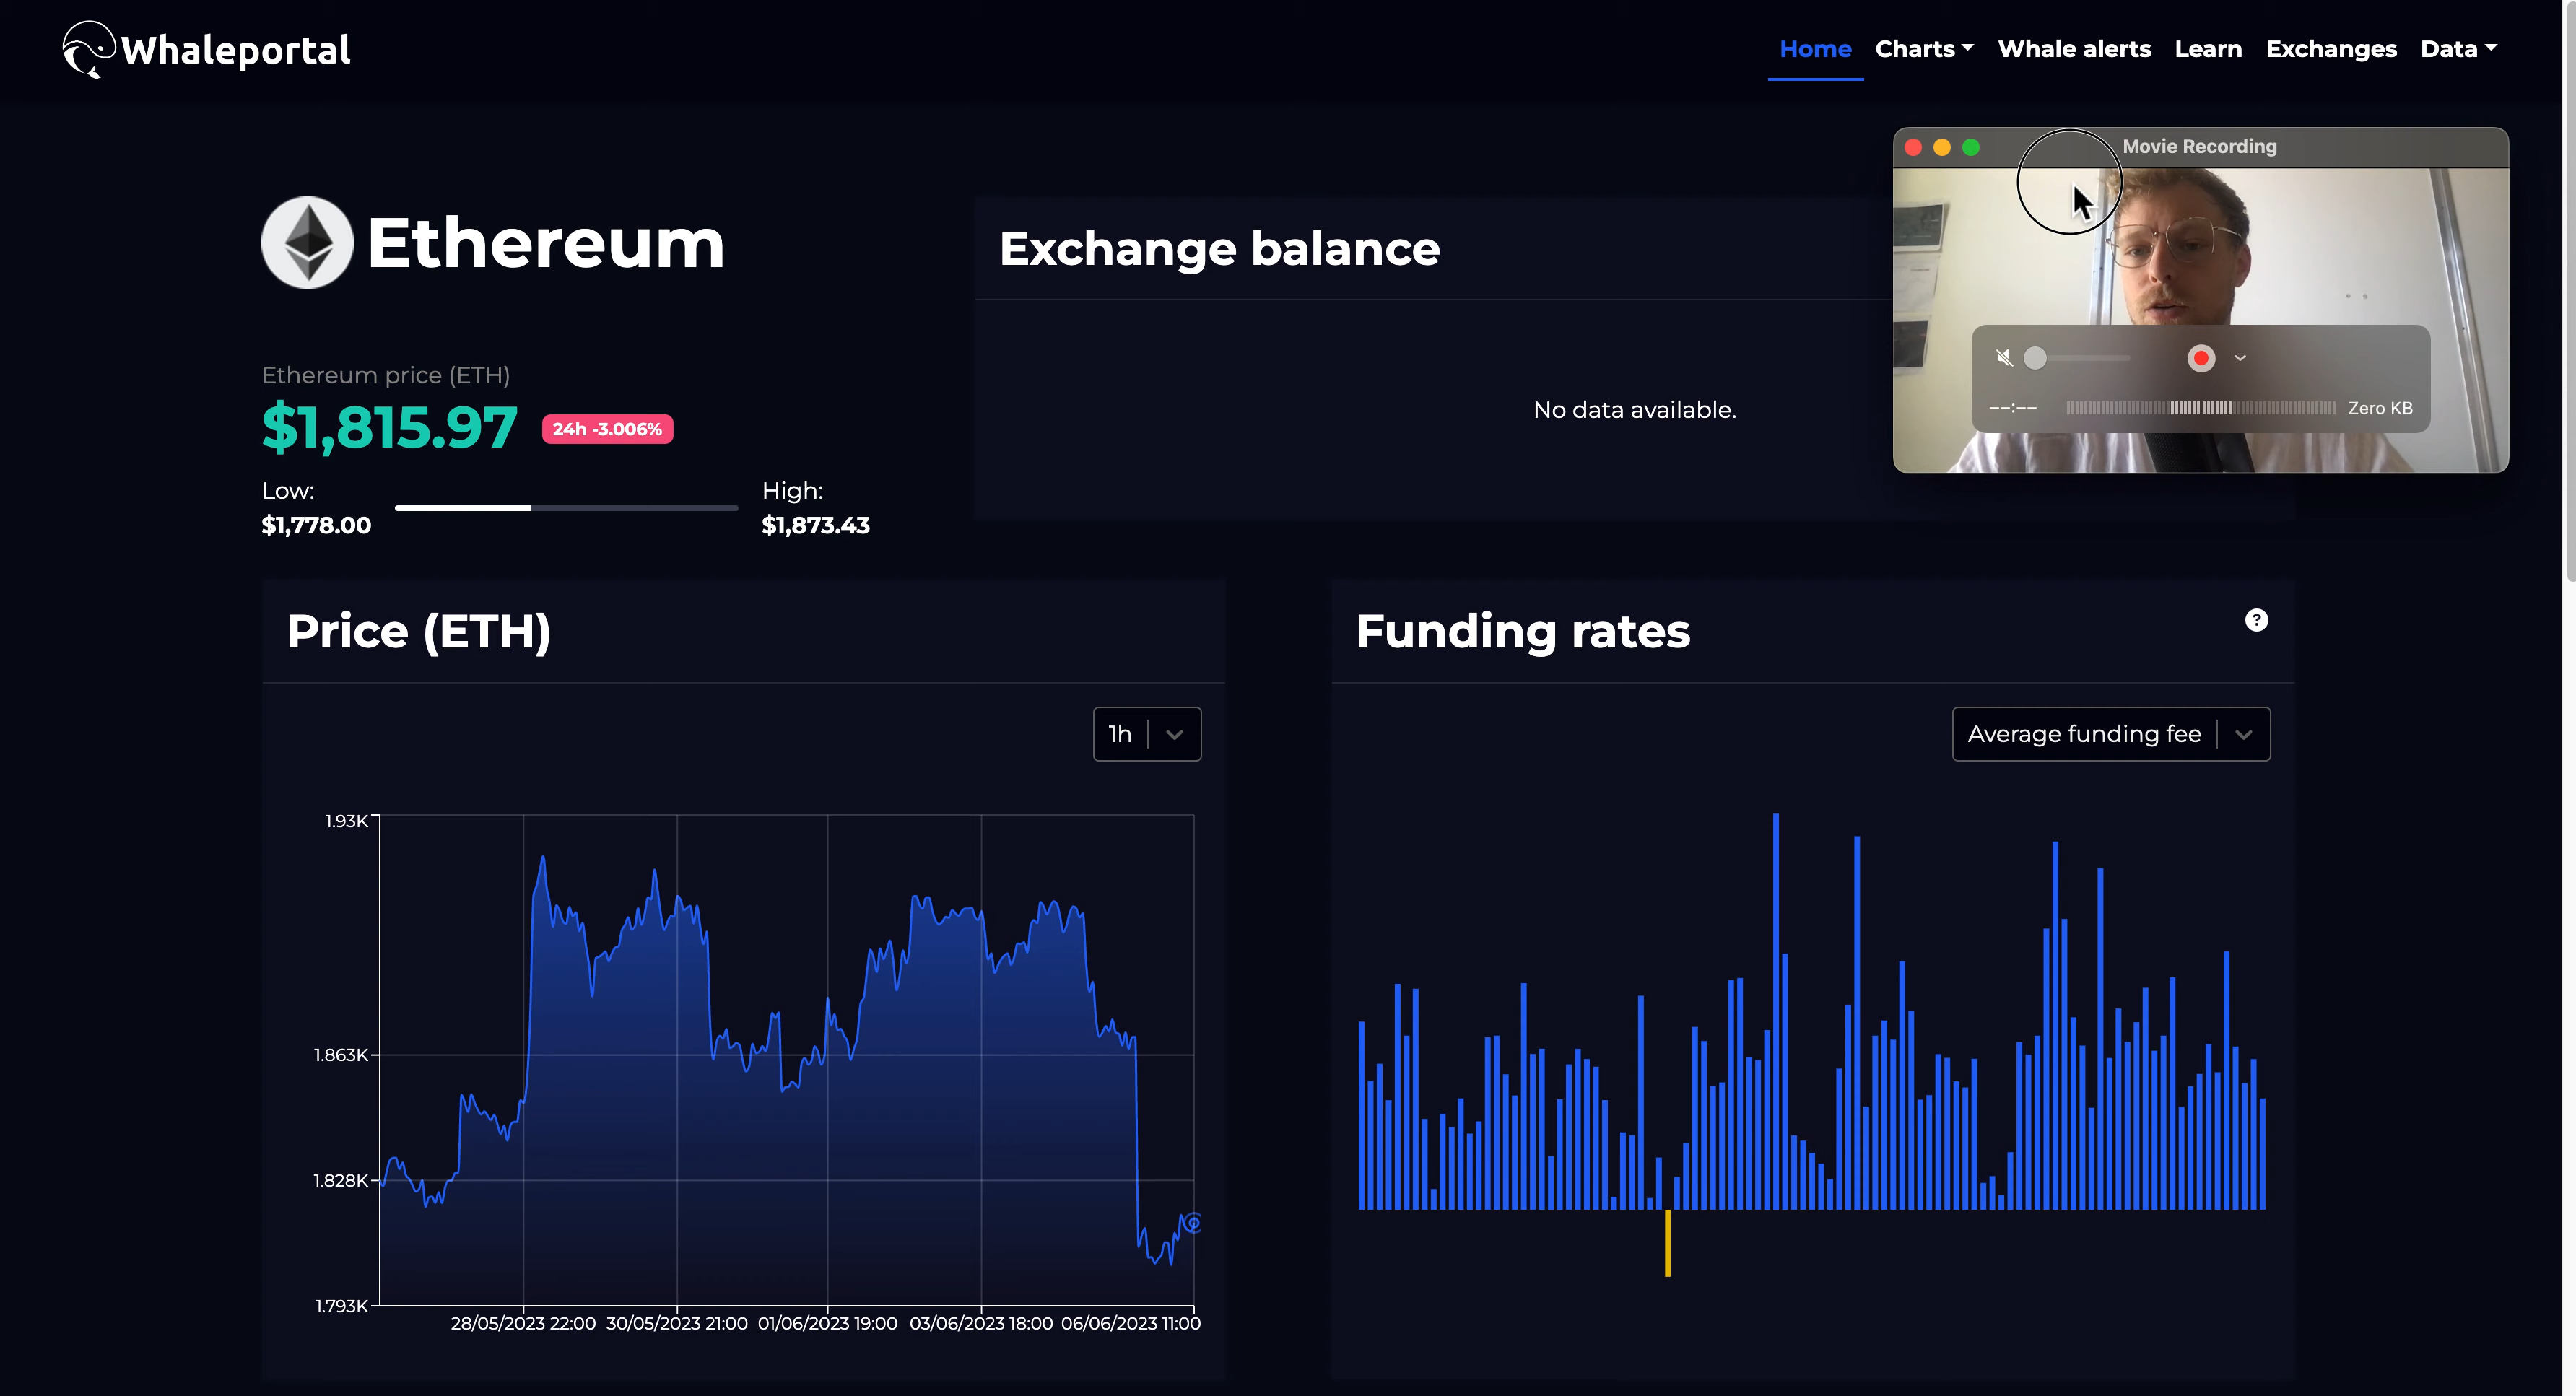 Whaleportal
Home Charts Whale alerts Learn Exchanges Data
Movie Recording
--:--
Zero KB
Ethereum
Ethereum price (ETH)
$1,815.97
24h -3.006%
Low:
$1,778.00
High:
$1,873.43
Exchange balance
No data available.
Price (ETH)
1h
1.93K
1.863K
1.828K
1.793K
28/05/2023 22:00 30/05/2023 21:00 01/06/2023 19:00 03/06/2023 18:00 06/06/2023 11:00
Funding rates
?
Average funding fee